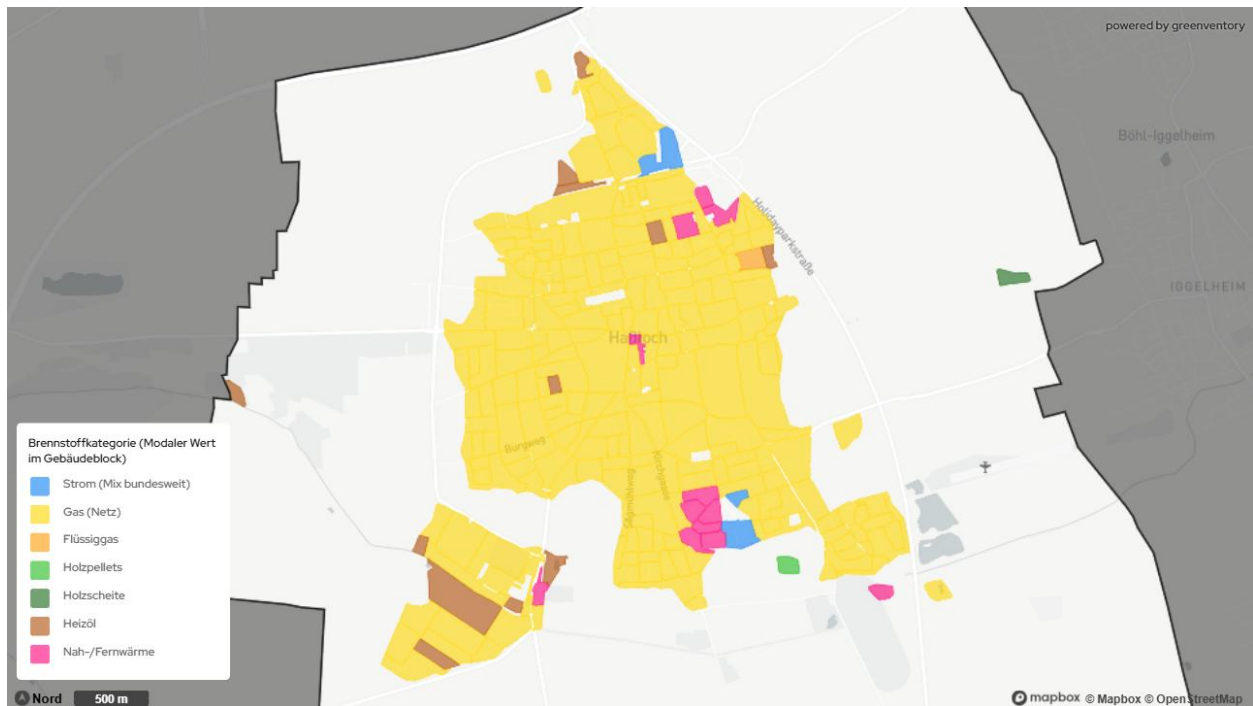 powered by greenventory
Böhl-Iggelheim
Holidayparkstraße
IGGELHEIM
Haßloch
Burgweg
Kirchgasse
Sägmühlweg
Brennstoffkategorie (Modaler Wert
im Gebäudeblock)
Strom (Mix bundesweit)
Gas (Netz)
Flüssiggas
Holzpellets
Holzscheite
Heizöl
Nah-/Fernwärme
Nord
500 m
mapbox © Mapbox © OpenStreetMap